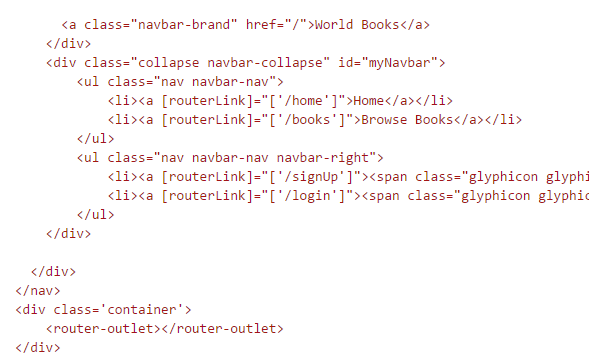 <a class="navbar-brand" href="/">World Books</a>
</div>
<div class="collapse navbar-collapse" id="myNavbar">
<ul class="nav navbar-nav">
<li><a [routerLink]="['/home']">Home</a></li>
<li><a [routerLink]="['/books']">Browse Books</a></li>
</ul>
<ul class="nav navbar-nav navbar-right">
<li><a [routerLink]="['/signUp']"><span class="glyphicon glyphi
<li><a [routerLink]="['/login']"><span class="glyphicon glyphic
</ul>
</div>
</div>
</nav>
<div class='container'>
<router-outlet></router-outlet>
</div>